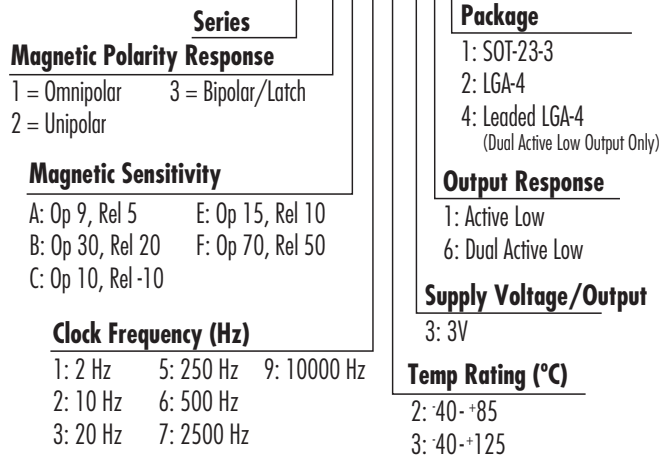 Series
Magnetic Polarity Response
1 = Omnipolar 3 = Bipolar/Latch
2 = Unipolar
Magnetic Sensitivity
A: Op 9, Rel 5 E: Op 15, Rel 10
B: Op 30, Rel 20 F: Op 70, Rel 50
C: Op 10, Rel -10
Clock Frequency (Hz)
1: 2 Hz 5: 250 Hz 9: 10000 Hz
2: 10 Hz 6: 500 Hz
3: 20 Hz 7: 2500 Hz
Package
1: SOT-23-3
2: LGA-4
4: Leaded LGA-4
(Dual Active Low Output Only)
Output Response
1: Active Low
6: Dual Active Low
Supply Voltage/Output
3: 3V
Temp Rating (ºC)
2: -40- +85
3: -40-+125